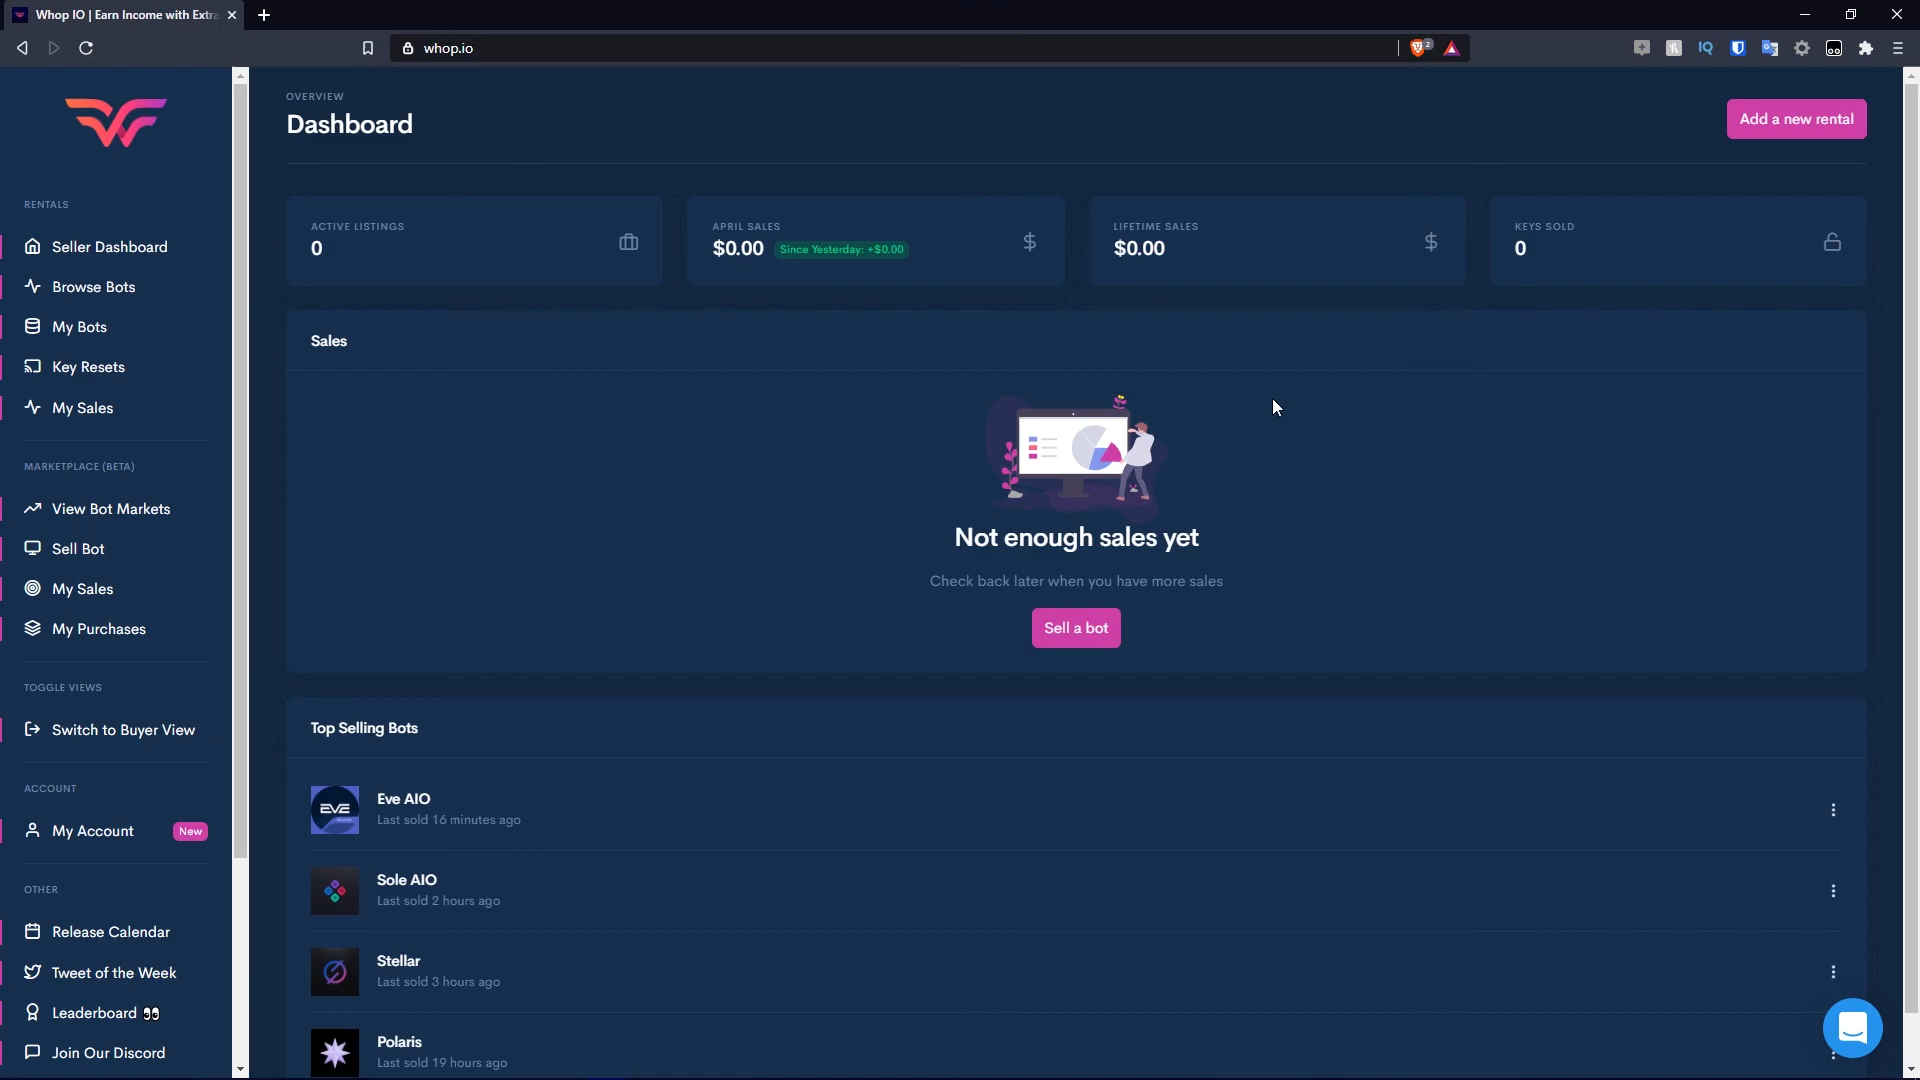 Whop IO | Earn Income with Extra
whop.io
2
IQ
RENTALS
Seller Dashboard
Browse Bots
My Bots
Key Resets
My Sales
MARKETPLACE (BETA)
View Bot Markets
Sell Bot
My Sales
My Purchases
TOGGLE VIEWS
Switch to Buyer View
ACCOUNT
My Account New
OTHER
Release Calendar
Tweet of the Week
Leaderboard 👀
Join Our Discord
OVERVIEW
Dashboard
Add a new rental
ACTIVE LISTINGS
0
APRIL SALES
$0.00 Since Yesterday: +$0.00
LIFETIME SALES
$0.00
KEYS SOLD
0
Sales
Not enough sales yet
Check back later when you have more sales
Sell a bot
Top Selling Bots
EVE
Eve AIO
Last sold 16 minutes ago
Sole AIO
Last sold 2 hours ago
Stellar
Last sold 3 hours ago
Polaris
Last sold 19 hours ago